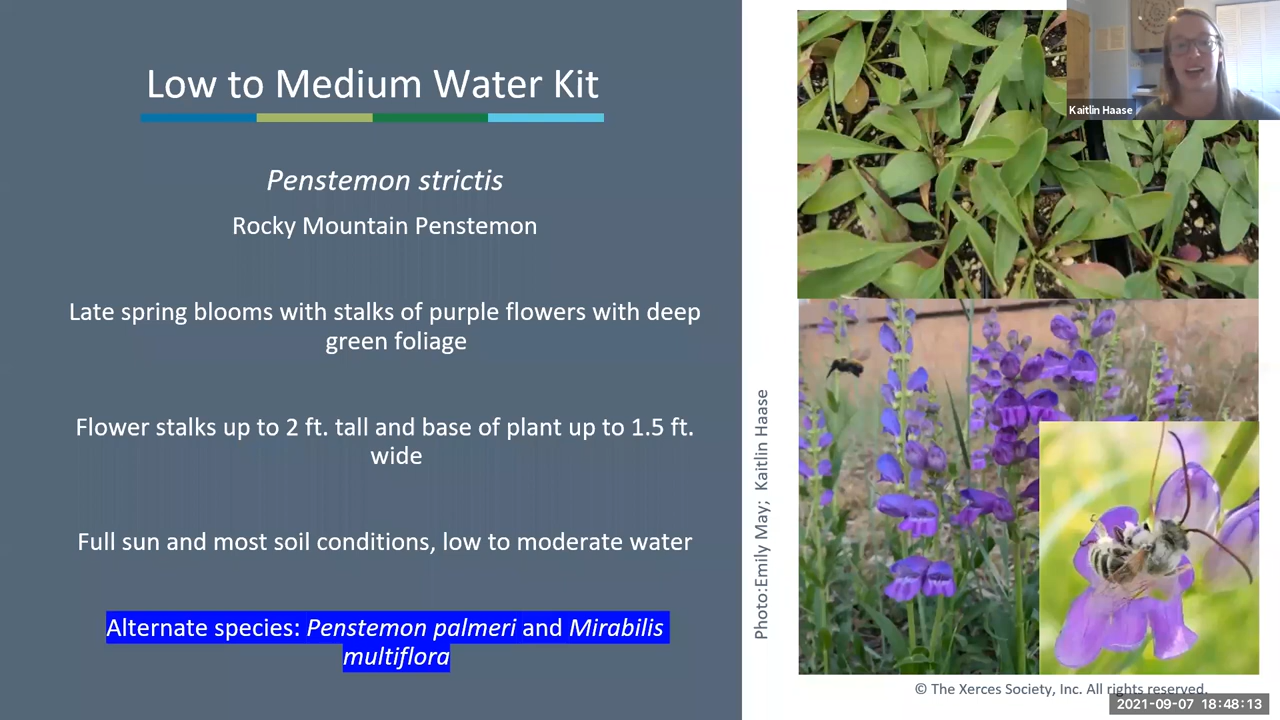 Low to Medium Water Kit
Penstemon strictis
Rocky Mountain Penstemon
Late spring blooms with stalks of purple flowers with deep
green foliage
Flower stalks up to 2 ft. tall and base of plant up to 1.5 ft.
wide
Full sun and most soil conditions, low to moderate water
Alternate species: Penstemon palmeri and Mirabilis
multiflora
Photo:Emily May; Kaitlin Haase
Kaitlin Haase
© The Xerces Society, Inc. All rights reserved.
2021-09-07 18:48:13